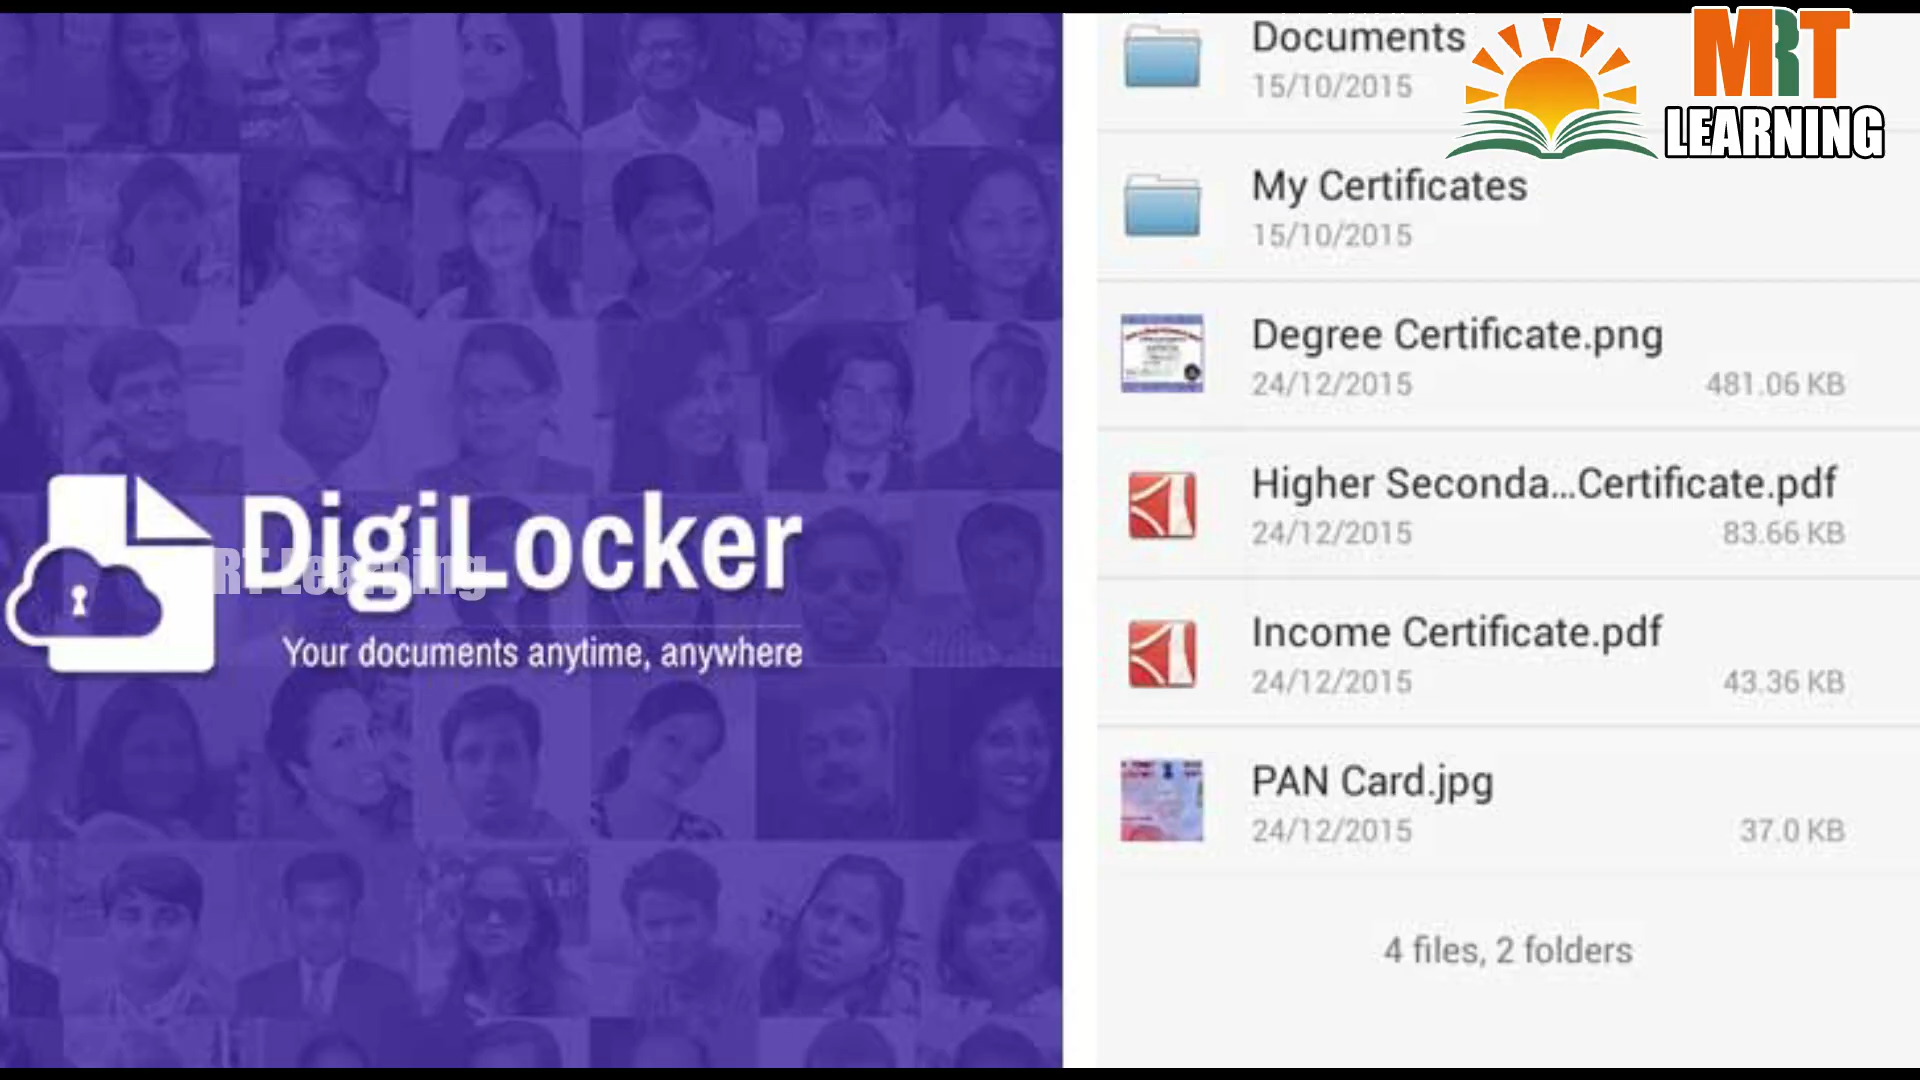 DigiLocker
RT Learning
Your documents anytime, anywhere
MRT
LEARNING
Documents
15/10/2015
My Certificates
15/10/2015
Degree Certificate.png
24/12/2015 481.06 KB
Higher Seconda...Certificate.pdf
24/12/2015 83.66 KB
Income Certificate.pdf
24/12/2015 43.36 KB
PAN Card.jpg
24/12/2015 37.0 KB
4 files, 2 folders